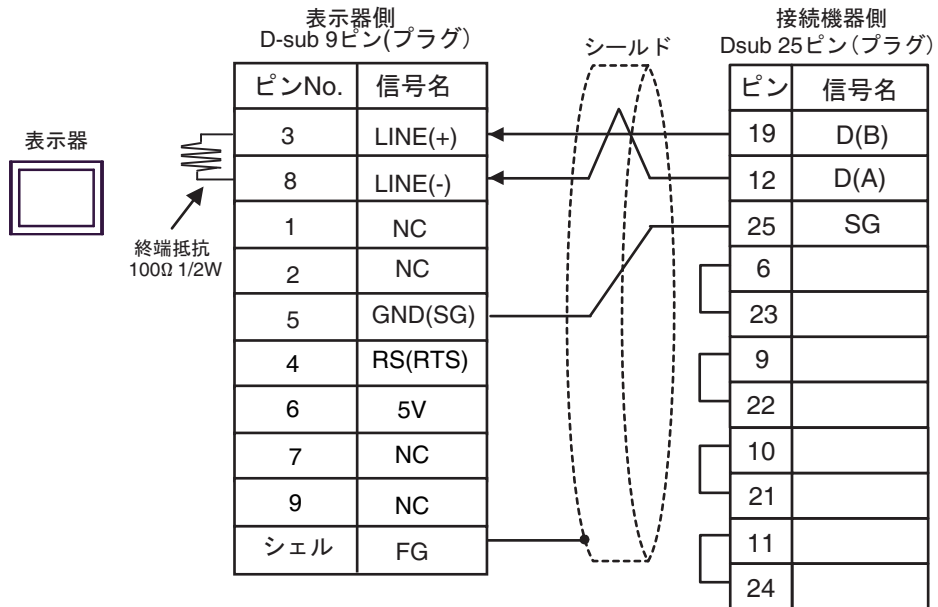 表示器側
D-sub 9ピン(プラグ)
シールド
接続機器側
Dsub 25ピン(プラグ)
表示器
終端抵抗
100Ω 1/2W
ピンNo. 信号名
3 LINE(+)
8 LINE(-)
1 NC
2 NC
5 GND(SG)
4 RS(RTS)
6 5V
7 NC
9 NC
シェル FG
ピン 信号名
19 D(B)
12 D(A)
25 SG
6
23
9
22
10
21
11
24